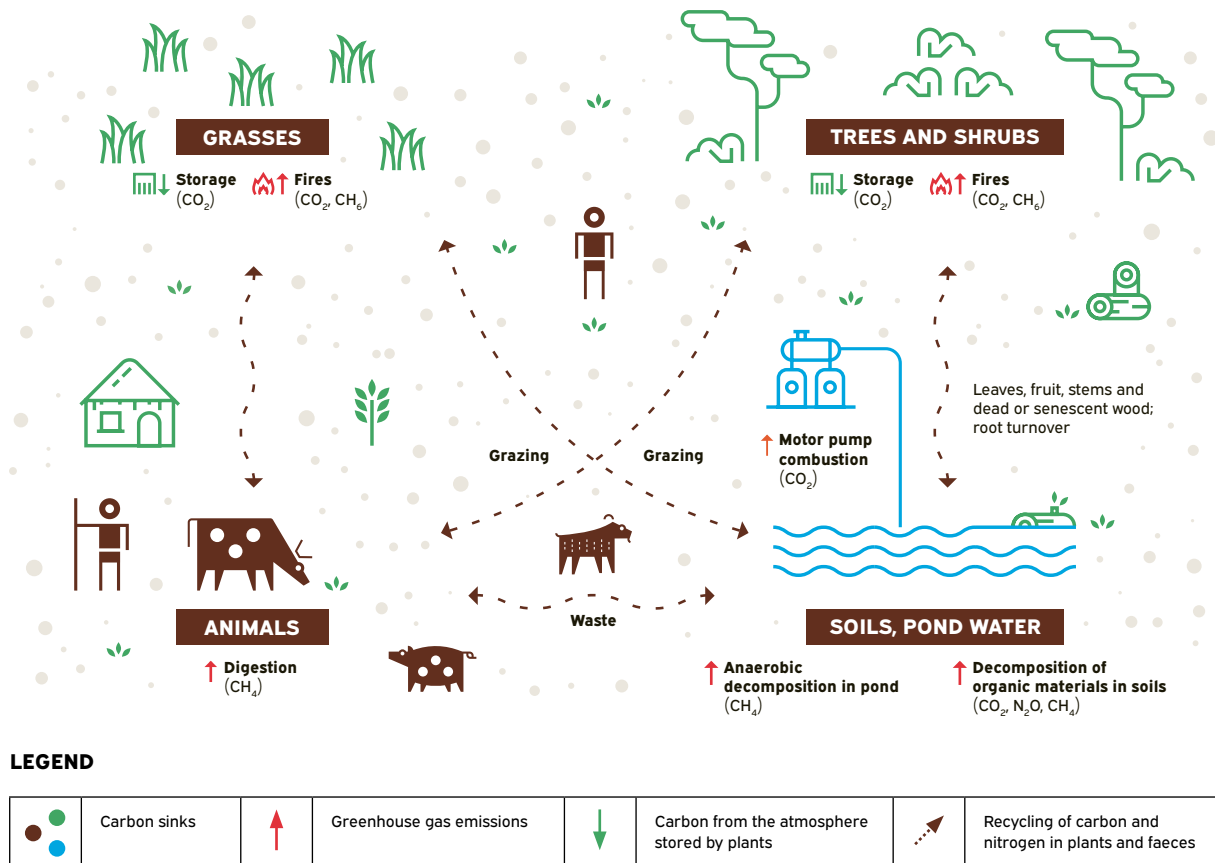 GRASSES
Storage
(CO₂)
Fires
(CO₂, CH₆)
TREES AND SHRUBS
Storage
(CO₂)
Fires
(CO₂, CH₆)
Leaves, fruit, stems and
dead or senescent wood;
root turnover
Motor pump
combustion
(CO₂)
Grazing
Grazing
Waste
ANIMALS
Digestion
(CH₄)
SOILS, POND WATER
Anaerobic
decomposition in pond
(CH₄)
Decomposition of
organic materials in soils
(CO₂, N₂O, CH₄)
LEGEND
Carbon sinks
Greenhouse gas emissions
Carbon from the atmosphere
stored by plants
Recycling of carbon and
nitrogen in plants and faeces